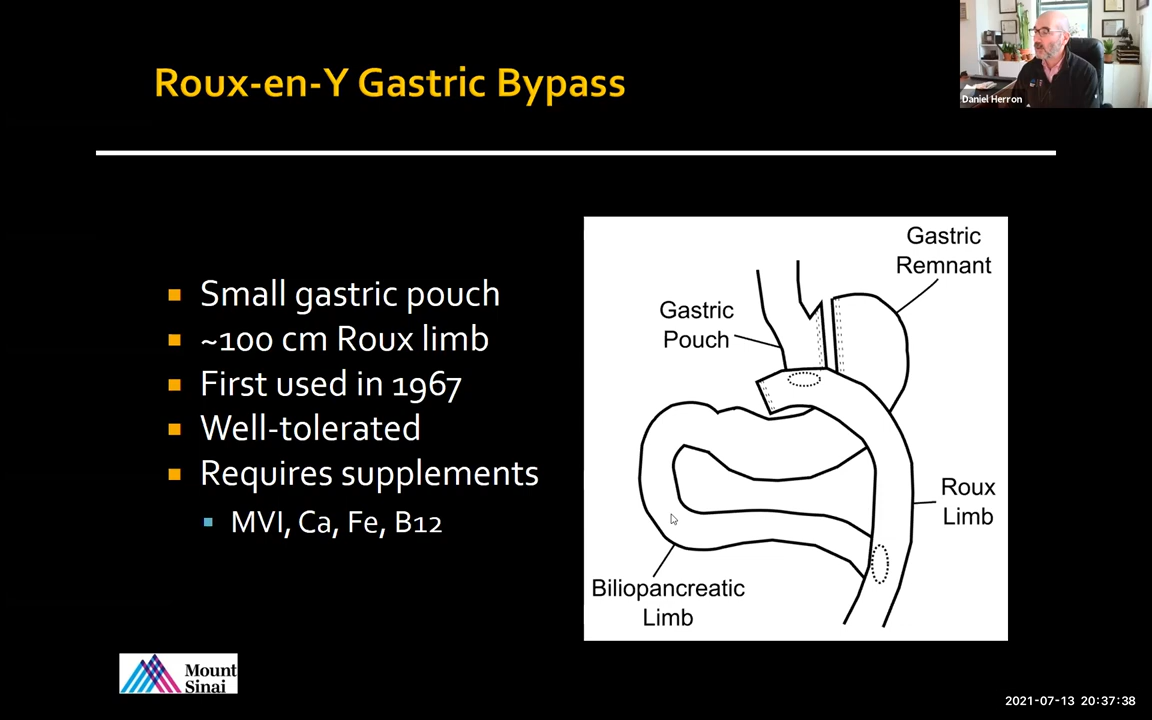 Roux-en-Y Gastric Bypass
Daniel Herron
Small gastric pouch
~100 cm Roux limb
First used in 1967
Well-tolerated
Requires supplements
MVI, Ca, Fe, B12
Gastric
Remnant
Gastric
Pouch
Roux
Limb
Biliopancreatic
Limb
Mount
Sinai
2021-07-13 20:37:38